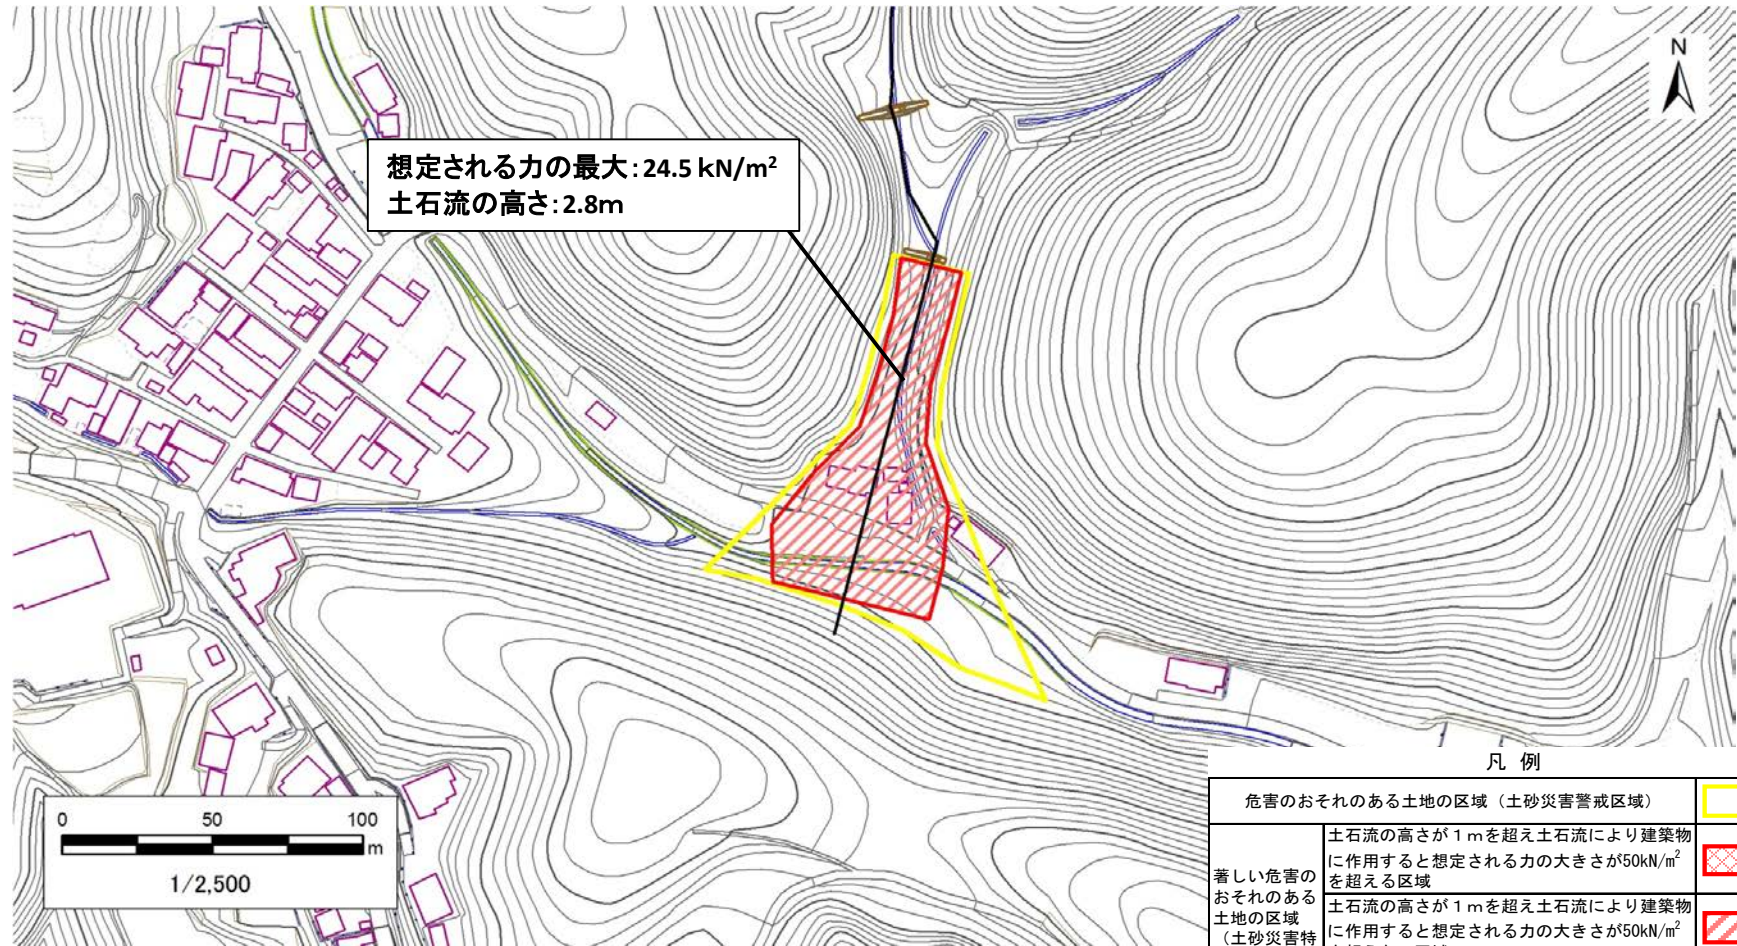 N
想定される力の最大:24.5 kN/m²
土石流の高さ:2.8m
0 50 100
m
1/2,500
凡 例
危害のおそれのある土地の区域（土砂災害警戒区域）
著しい危害の
おそれのある
土地の区域
（土砂災害特
土石流の高さが１ｍを超え土石流により建築物
に作用すると想定される力の大きさが50kN/m²
を超える区域
土石流の高さが１ｍを超え土石流により建築物
に作用すると想定される力の大きさが50kN/m²